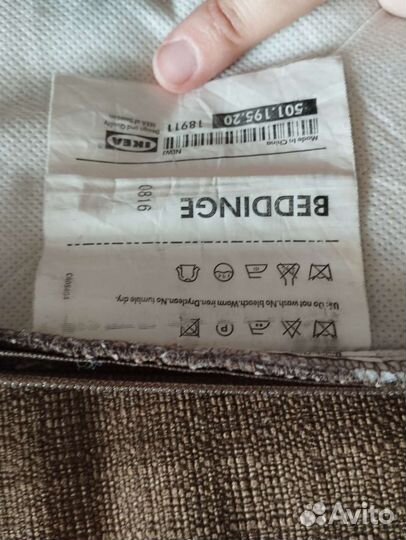 IKEA
Design and Quality
IKEA of Sweden
18911
501.195.20
Made in China
BEDDINGE
0816
Uk: Do not wash.No bleach.Warm iron.Dryclean.No tumble dry.
Avito